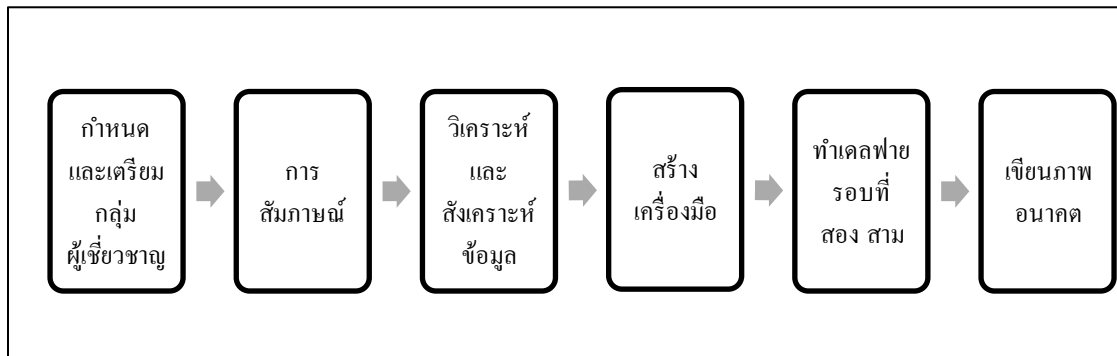 กำหนด
และเตรียม
กลุ่ม
ผู้เชี่ยวชาญ
การ
สัมภาษณ์
วิเคราะห์
และ
สังเคราะห์
ข้อมูล
สร้าง
เครื่องมือ
ทำเดลฟาย
รอบที่
สอง สาม
เขียนภาพ
อนาคต